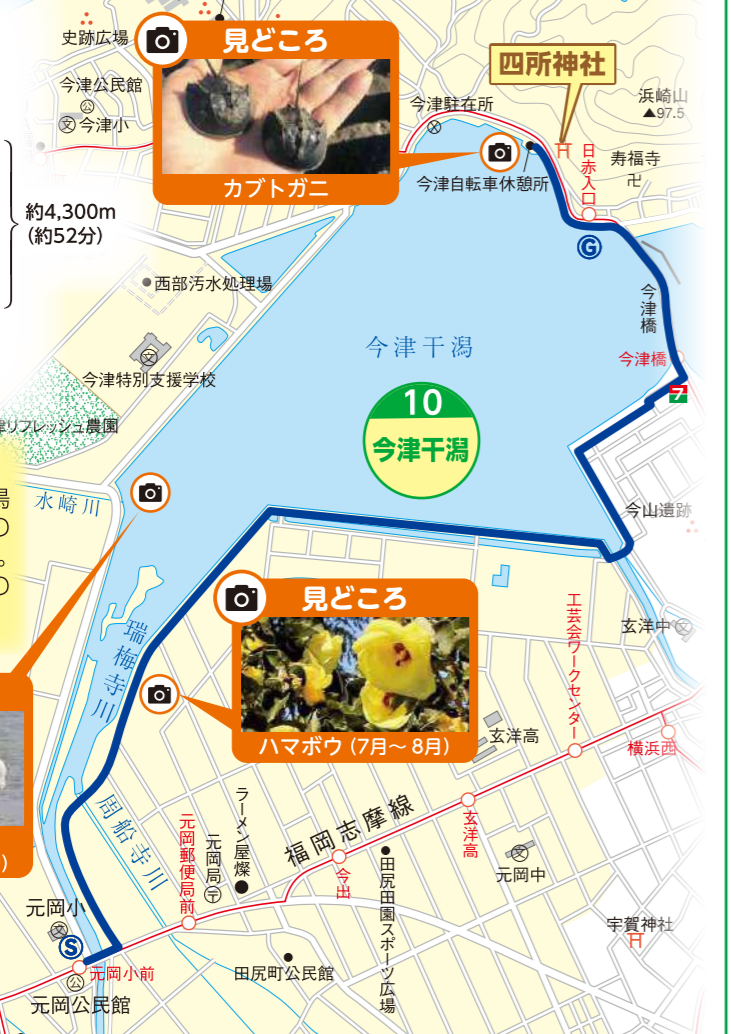 史跡広場
見どころ
四所神社
今津公民館
公
文 今津小
今津駐在所
浜崎山
▲97.5
カブトガニ
今津自転車休憩所
日赤入口
寿福寺
卍
約4,300m
(約52分)
G
西部汚水処理場
今津橋
文
今津特別支援学校
今津干潟
今津橋
7
10
今津干潟
リフレッシュ農園
水崎川
場
今山遺跡
瑞梅寺川
見どころ
工芸会ワークセンター
玄洋中
文
ハマボウ (7月～8月)
玄洋高
横浜西
周船寺川
元岡郵便局前
元岡局
〒
ラーメン屋燦
福岡志摩線
今出
玄洋高
田尻田園スポーツ広場
文
元岡中
)
元岡小
文
S
元岡小前
公
元岡公民館
田尻町公民館
宇賀神社